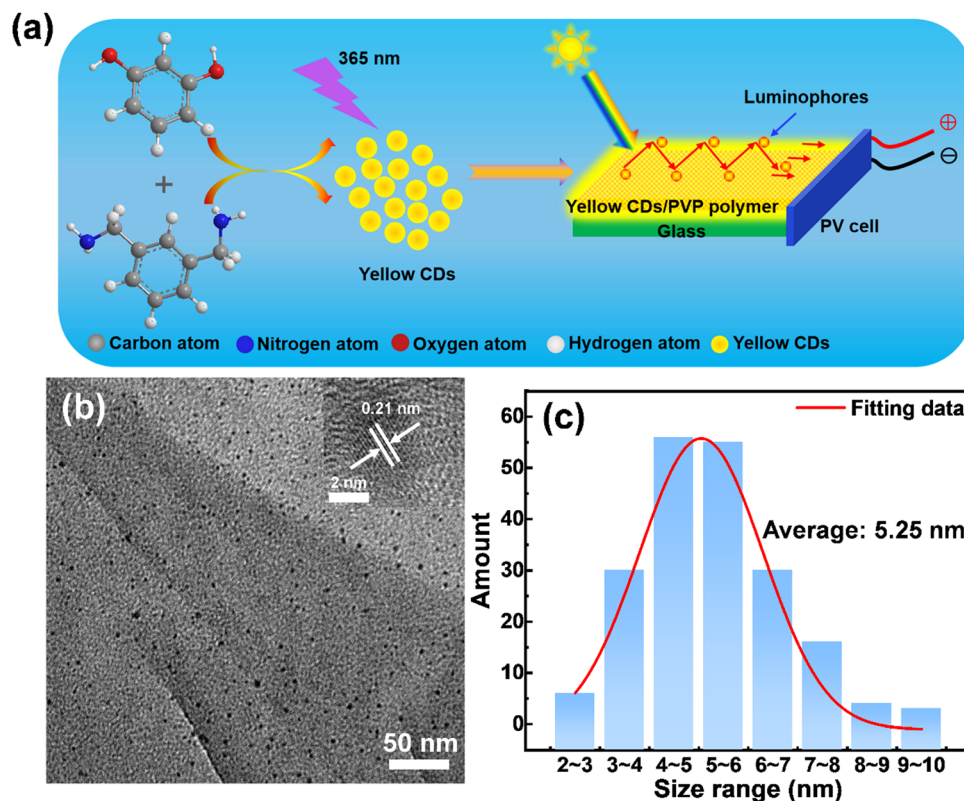 (a)
365 nm
Luminophores
⊕
⊖
+
Yellow CDs/PVP polymer
Glass
PV cell
Yellow CDs
Carbon atom Nitrogen atom Oxygen atom Hydrogen atom Yellow CDs
(b)
0.21 nm
2 nm
50 nm
(c)
Fitting data
Average: 5.25 nm
Amount
60
50
40
30
20
10
0
2~3 3~4 4~5 5~6 6~7 7~8 8~9 9~10
Size range (nm)